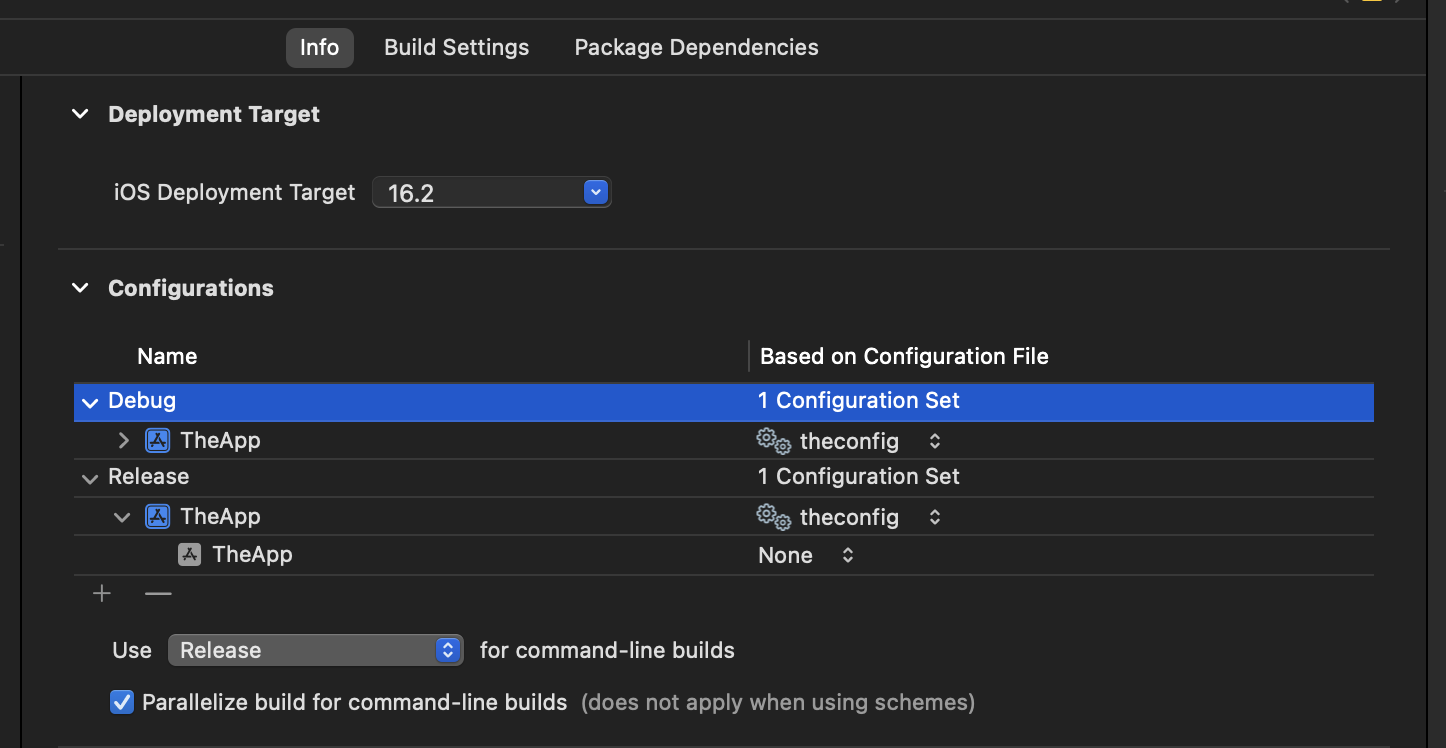 Info Build Settings Package Dependencies
Deployment Target
iOS Deployment Target 16.2
Configurations
Name Based on Configuration File
Debug 1 Configuration Set
TheApp theconfig
Release 1 Configuration Set
TheApp theconfig
TheApp None
Use Release for command-line builds
Parallelize build for command-line builds (does not apply when using schemes)